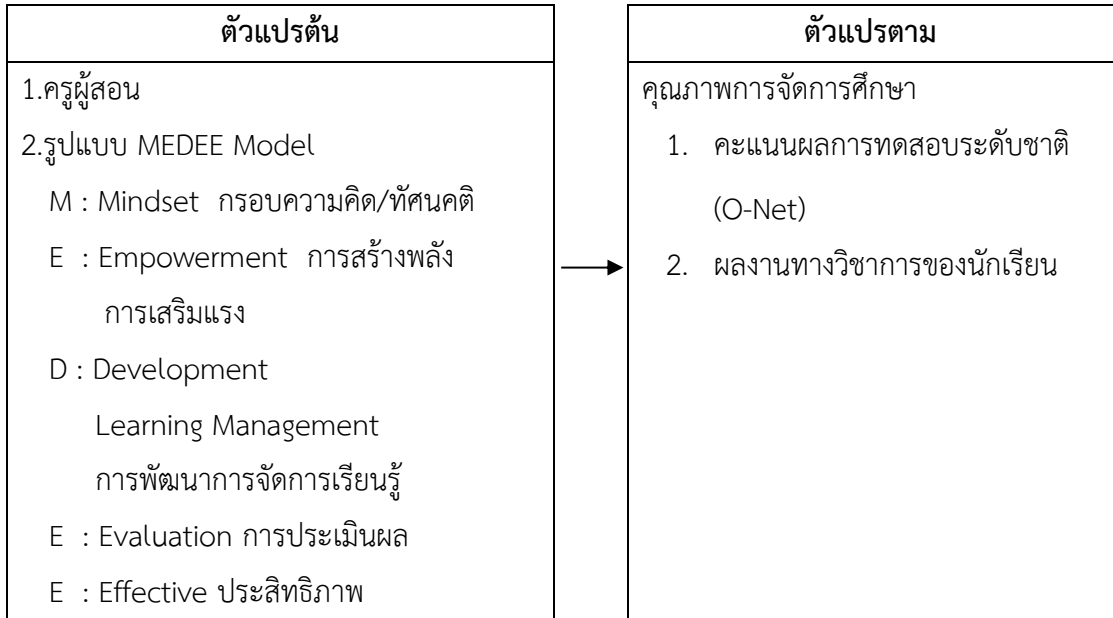 ตัวแปรต้น
1.ครูผู้สอน
2.รูปแบบ MEDEE Model
M : Mindset กรอบความคิด/ทัศนคติ
E : Empowerment การสร้างพลัง
การเสริมแรง
D : Development
Learning Management
การพัฒนาการจัดการเรียนรู้
E : Evaluation การประเมินผล
E : Effective ประสิทธิภาพ
ตัวแปรตาม
คุณภาพการจัดการศึกษา
1. คะแนนผลการทดสอบระดับชาติ
(O-Net)
2. ผลงานทางวิชาการของนักเรียน